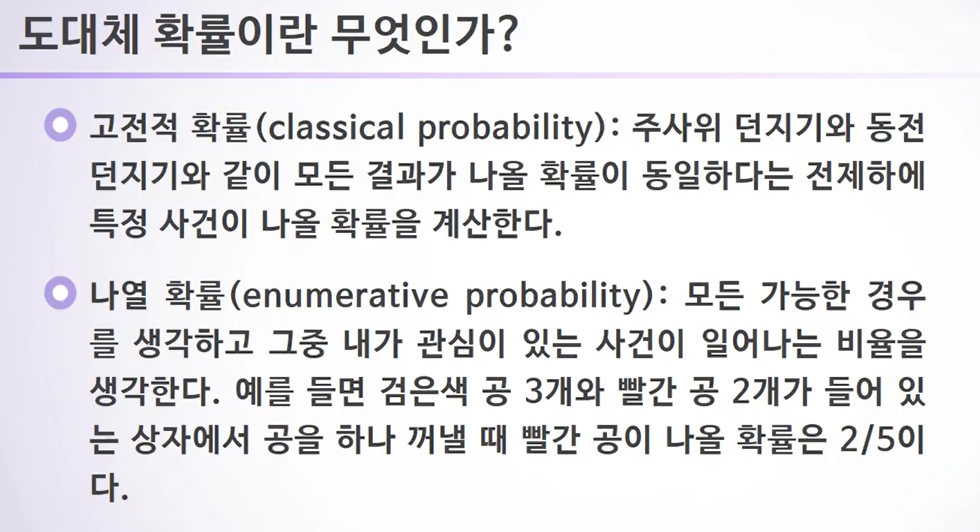 도대체 확률이란 무엇인가?
고전적 확률(classical probability): 주사위 던지기와 동전
던지기와 같이 모든 결과가 나올 확률이 동일하다는 전제하에
특정 사건이 나올 확률을 계산한다.
나열 확률(enumerative probability): 모든 가능한 경우
를 생각하고 그중 내가 관심이 있는 사건이 일어나는 비율을
생각한다. 예를 들면 검은색 공 3개와 빨간 공 2개가 들어 있
는 상자에서 공을 하나 꺼낼 때 빨간 공이 나올 확률은 2/5이
다.